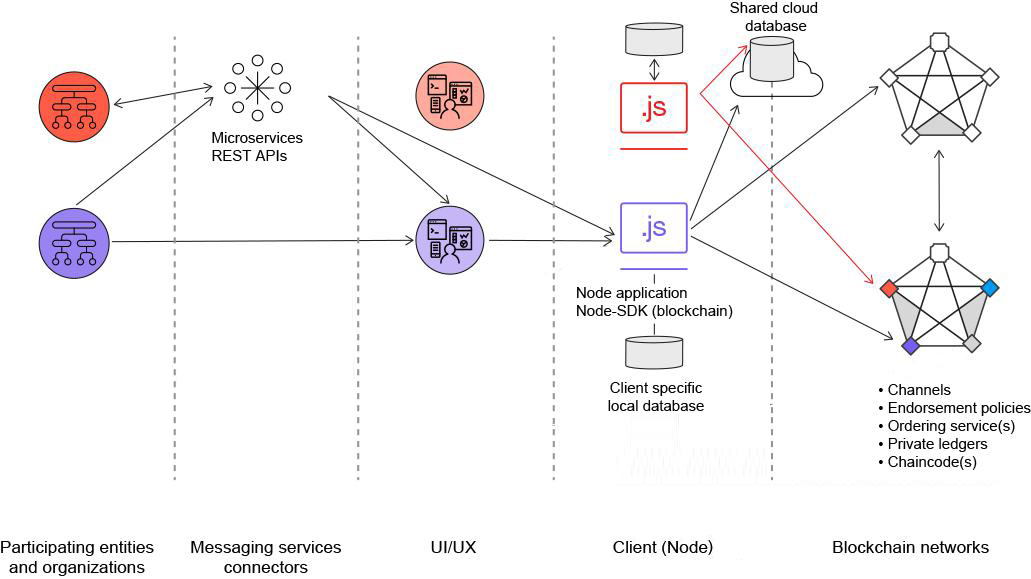 Shared cloud
database
.js
Microservices
REST APIs
.js
Node application
Node-SDK (blockchain)
Client specific
local database
• Channels
• Endorsement policies
• Ordering service(s)
• Private ledgers
• Chaincode(s)
Participating entities
and organizations
Messaging services
connectors
UI/UX
Client (Node)
Blockchain networks